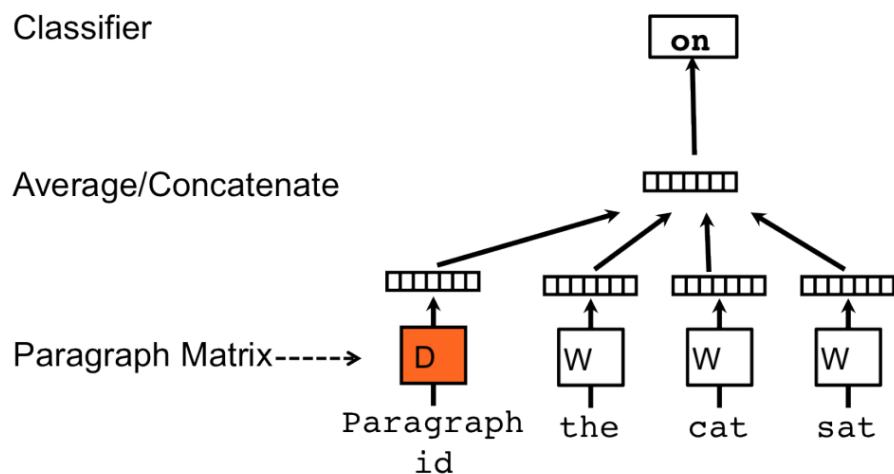 Classifier
on
Average/Concatenate
Paragraph Matrix----->
D
W
W
W
Paragraph
id
the
cat
sat